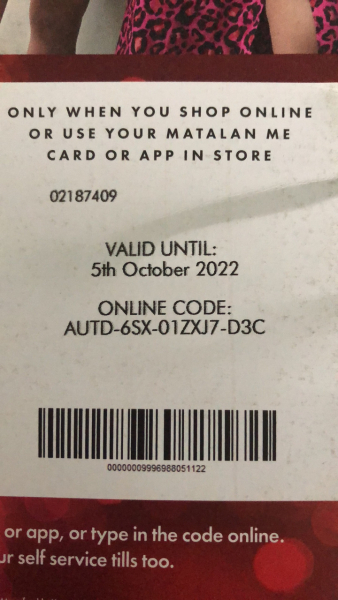 ONLY WHEN YOU SHOP ONLINE
OR USE YOUR MATALAN ME
CARD OR APP IN STORE
02187409
VALID UNTIL:
5th October 2022
ONLINE CODE:
AUTD-6SX-01ZXJ7-D3C
00000009996988051122
or app, or type in the code online.
ur self service tills too.